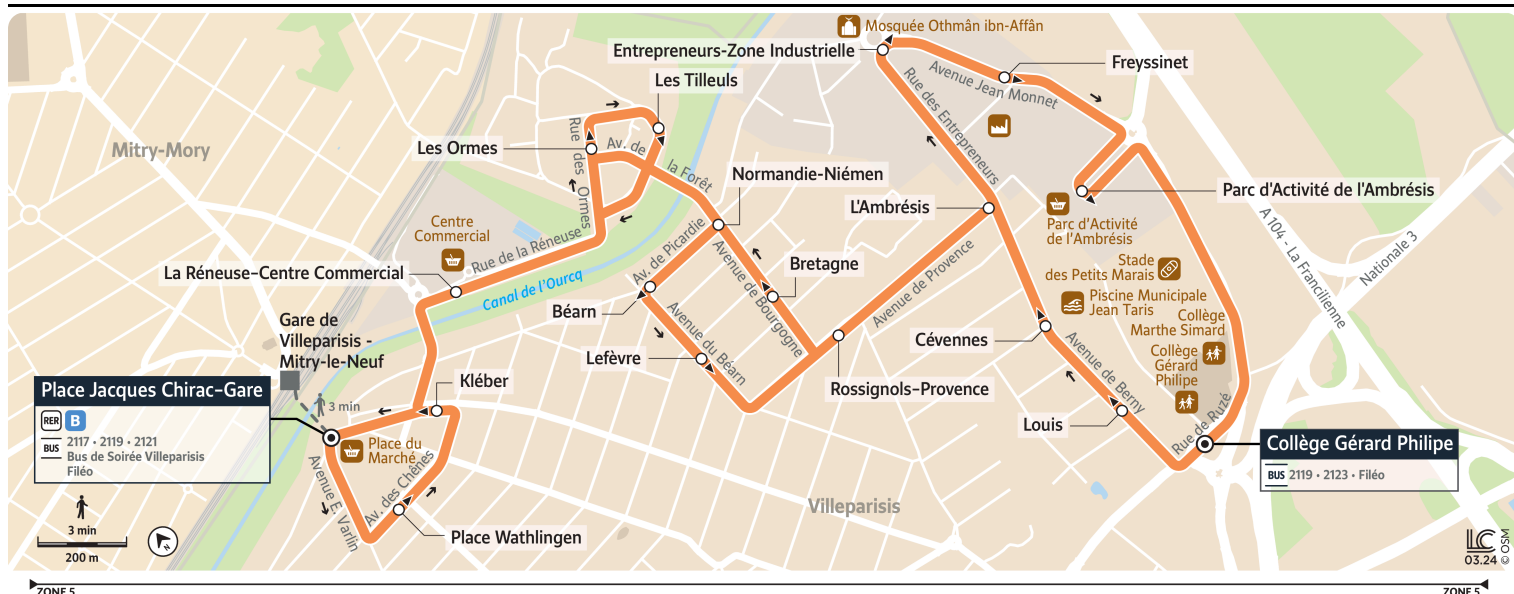 Mosquée Othmân ibn-Affân
Entrepreneurs-Zone Industrielle
Freyssinet
Les Tilleuls
Avenue Jean Monnet
Rue des Entrepreneurs
Mitry-Mory
Les Ormes
Rue des Ormes
Av. de la Forêt
Normandie-Niémen
Parc d'Activité de l'Ambrésis
L'Ambrésis
Parc d'Activité
de l'Ambrésis
A 104 - La Francilienne
Nationale 3
Centre
Commercial
Rue de la Réneuse
Av. de Picardie
Avenue de Bourgogne
Bretagne
Avenue de Provence
Stade
des Petits Marais
La Réneuse-Centre Commercial
Canal de l'Ourcq
Piscine Municipale
Jean Taris
Collège
Marthe Simard
Béarn
Gare de
Villeparisis -
Mitry-le-Neuf
Avenue du Béarn
Cévennes
Collège
Gérard
Philipe
Lefèvre
Avenue de Berny
Place Jacques Chirac-Gare
RER B
BUS
2117 • 2119 • 2121
Bus de Soirée Villeparisis
Filéo
Kléber
3 min
Rossignols-Provence
Louis
Rue de Ruzé
Place du
Marché
Collège Gérard Philipe
BUS 2119 • 2123 • Filéo
Avenue E. Varlin
Av. des Chênes
Villeparisis
3 min
200 m
N
Place Wathlingen
LC
03.24
© OSM
ZONE 5
ZONE 5